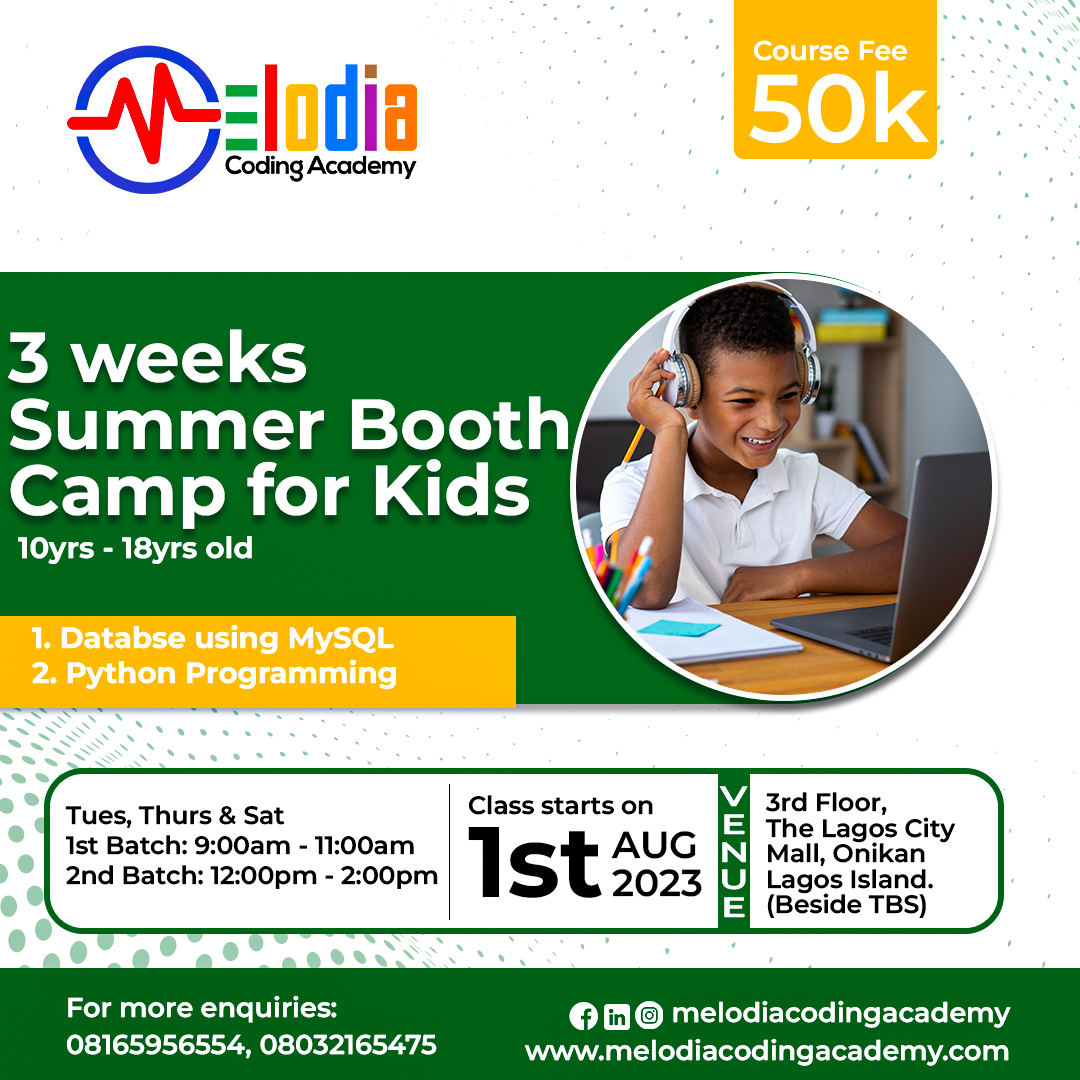 Melodia
Coding Academy
Course Fee
50k
3 weeks
Summer Booth
Camp for Kids
10yrs - 18yrs old
1. Databse using MySQL
2. Python Programming
Tues, Thurs & Sat
1st Batch: 9:00am - 11:00am
2nd Batch: 12:00pm - 2:00pm
Class starts on
1st AUG
2023
VENUE
3rd Floor,
The Lagos City
Mall, Onikan
Lagos Island.
(Beside TBS)
For more enquiries:
08165956554, 08032165475
melodiacodingacademy
www.melodiacodingacademy.com